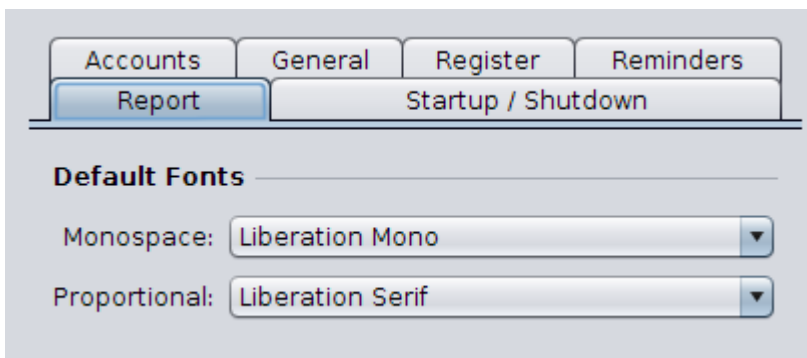 Accounts General Register Reminders
Report Startup / Shutdown
Default Fonts
Monospace: Liberation Mono
Proportional: Liberation Serif